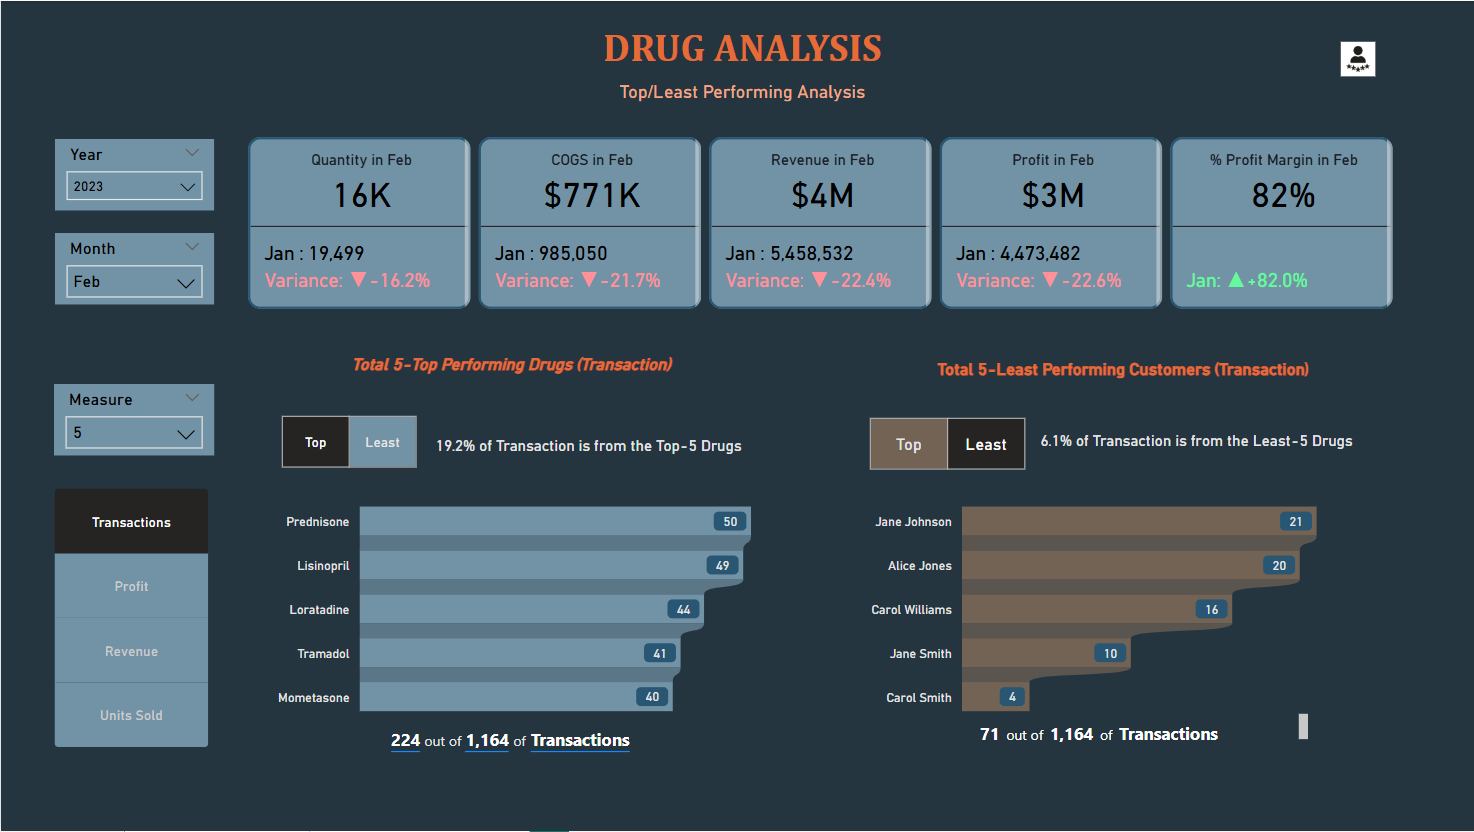 DRUG ANALYSIS
Top/Least Performing Analysis
Year
2023
Month
Feb
Quantity in Feb
16K
Jan : 19,499
Variance: ▼-16.2%
COGS in Feb
$771K
Jan : 985,050
Variance: ▼-21.7%
Revenue in Feb
$4M
Jan : 5,458,532
Variance: ▼-22.4%
Profit in Feb
$3M
Jan : 4,473,482
Variance: ▼-22.6%
% Profit Margin in Feb
82%
Jan: ▲+82.0%
Measure
5
Transactions
Profit
Revenue
Units Sold
Total 5-Top Performing Drugs (Transaction)
Top
Least
19.2% of Transaction is from the Top-5 Drugs
Prednisone 50
Lisinopril 49
Loratadine 44
Tramadol 41
Mometasone 40
224 out of 1,164 of Transactions
Total 5-Least Performing Customers (Transaction)
Top
Least
6.1% of Transaction is from the Least-5 Drugs
Jane Johnson 21
Alice Jones 20
Carol Williams 16
Jane Smith 10
Carol Smith 4
71 out of 1,164 of Transactions